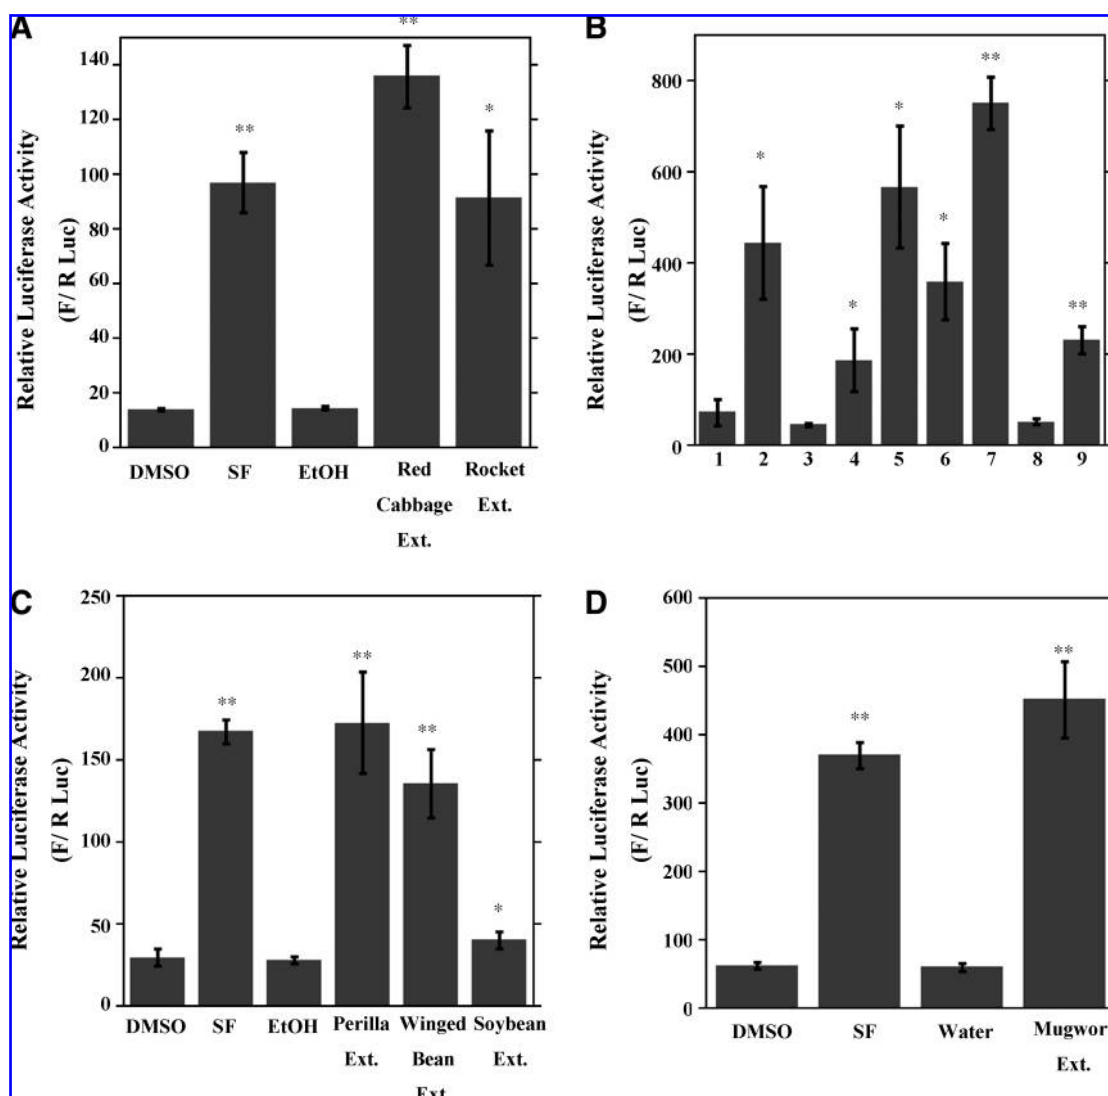 A
Relative Luciferase Activity
(F/ R Luc)
140
120
100
80
60
40
20
0
**
**
*
DMSO SF EtOH Red Rocket
Cabbage Ext.
Ext.
B
Relative Luciferase Activity
(F/ R Luc)
800
600
400
200
0
*
*
*
*
**
**
1 2 3 4 5 6 7 8 9
C
Relative Luciferase Activity
(F/ R Luc)
250
200
150
100
50
0
**
**
**
*
DMSO SF EtOH Perilla Winged Soybean
Ext. Bean Ext.
Ext
D
Relative Luciferase Activity
(F/ R Luc)
600
500
400
300
200
100
0
**
**
DMSO SF Water Mugwor
Ext.